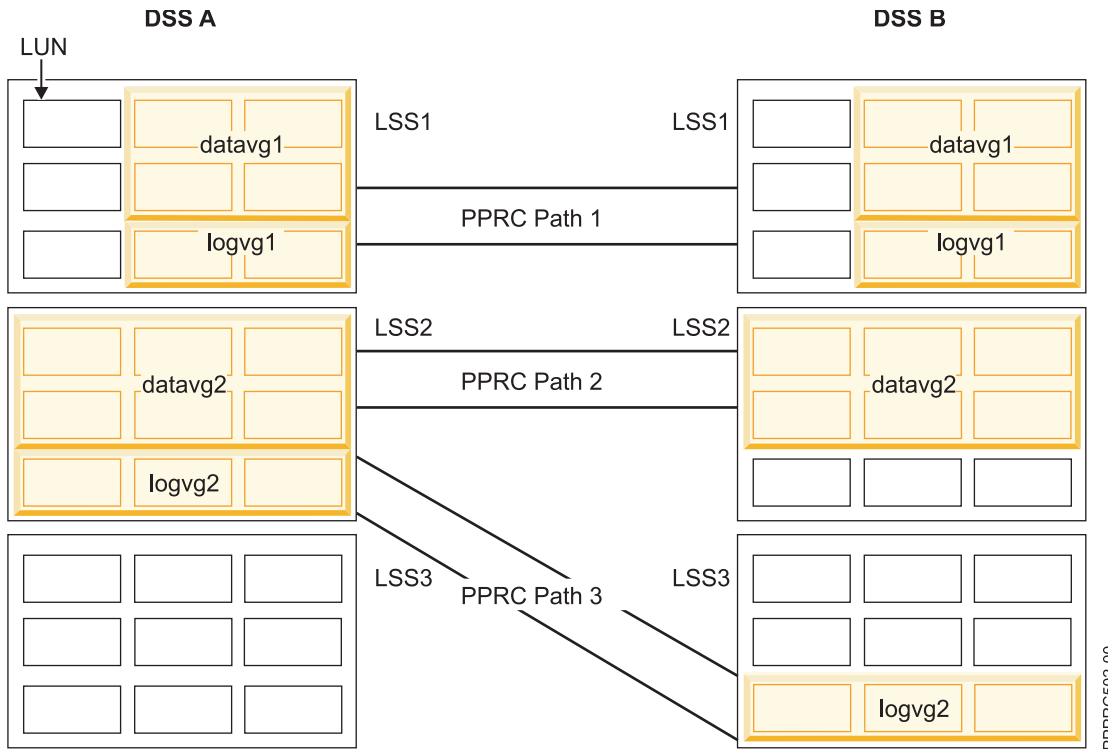 DSS A
DSS B
LUN
datavg1
LSS1
LSS1
datavg1
PPRC Path 1
logvg1
logvg1
LSS2
LSS2
datavg2
PPRC Path 2
datavg2
logvg2
LSS3
PPRC Path 3
LSS3
logvg2